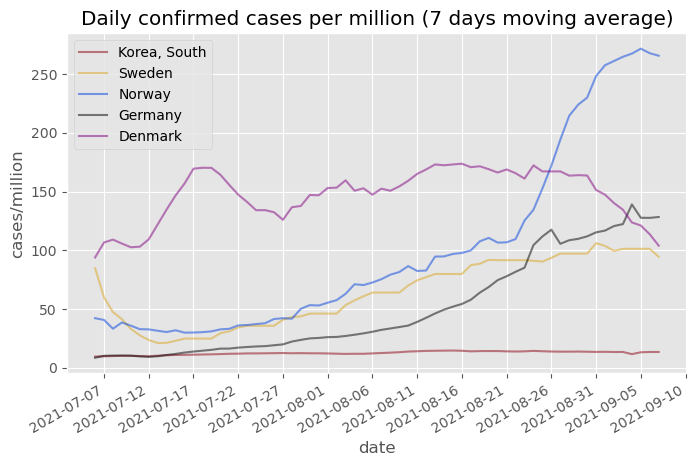 Daily confirmed cases per million (7 days moving average)
Korea, South
Sweden
Norway
Germany
Denmark
cases/million
250
200
150
100
50
0
2021-07-07
2021-07-12
2021-07-17
2021-07-22
2021-07-27
2021-08-01
2021-08-06
2021-08-11
2021-08-16
2021-08-21
2021-08-26
2021-08-31
2021-09-05
2021-09-10
date